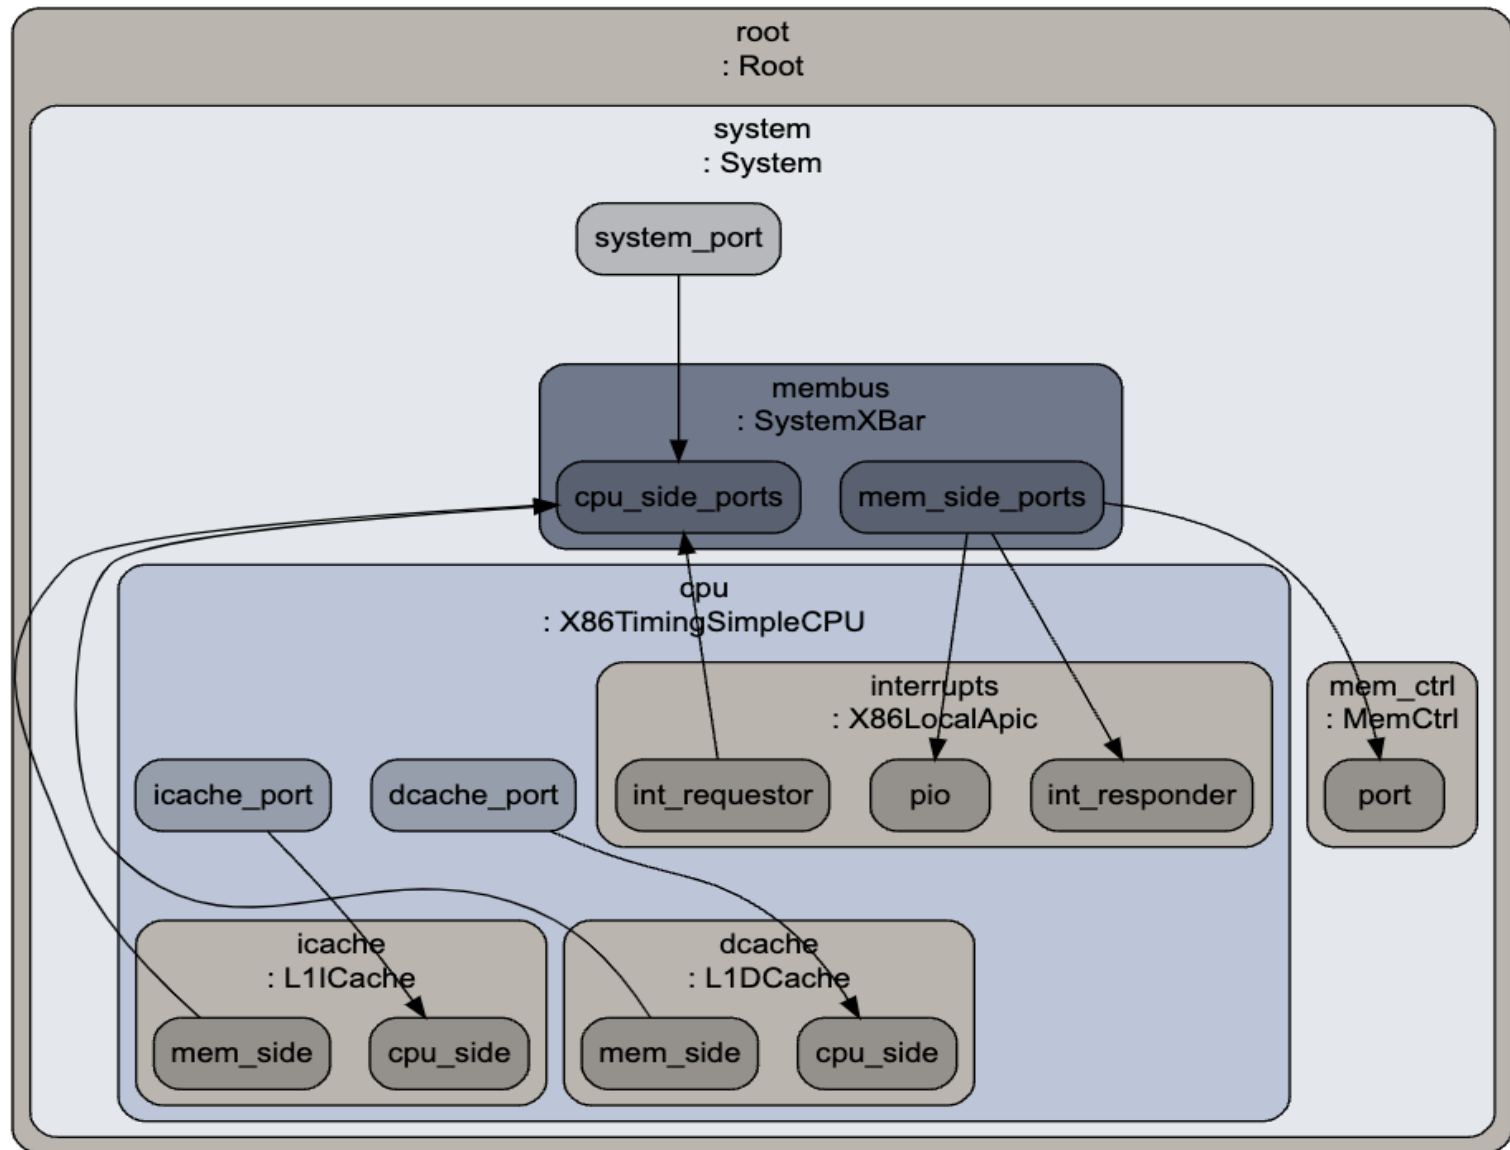 root
: Root
system
: System
system_port
membus
: SystemXBar
cpu_side_ports
mem_side_ports
cpu
: X86TimingSimpleCPU
interrupts
: X86LocalApic
mem_ctrl
: MemCtrl
icache_port
dcache_port
int_requestor
pio
int_responder
port
icache
: L1ICache
dcache
: L1DCache
mem_side
cpu_side
mem_side
cpu_side